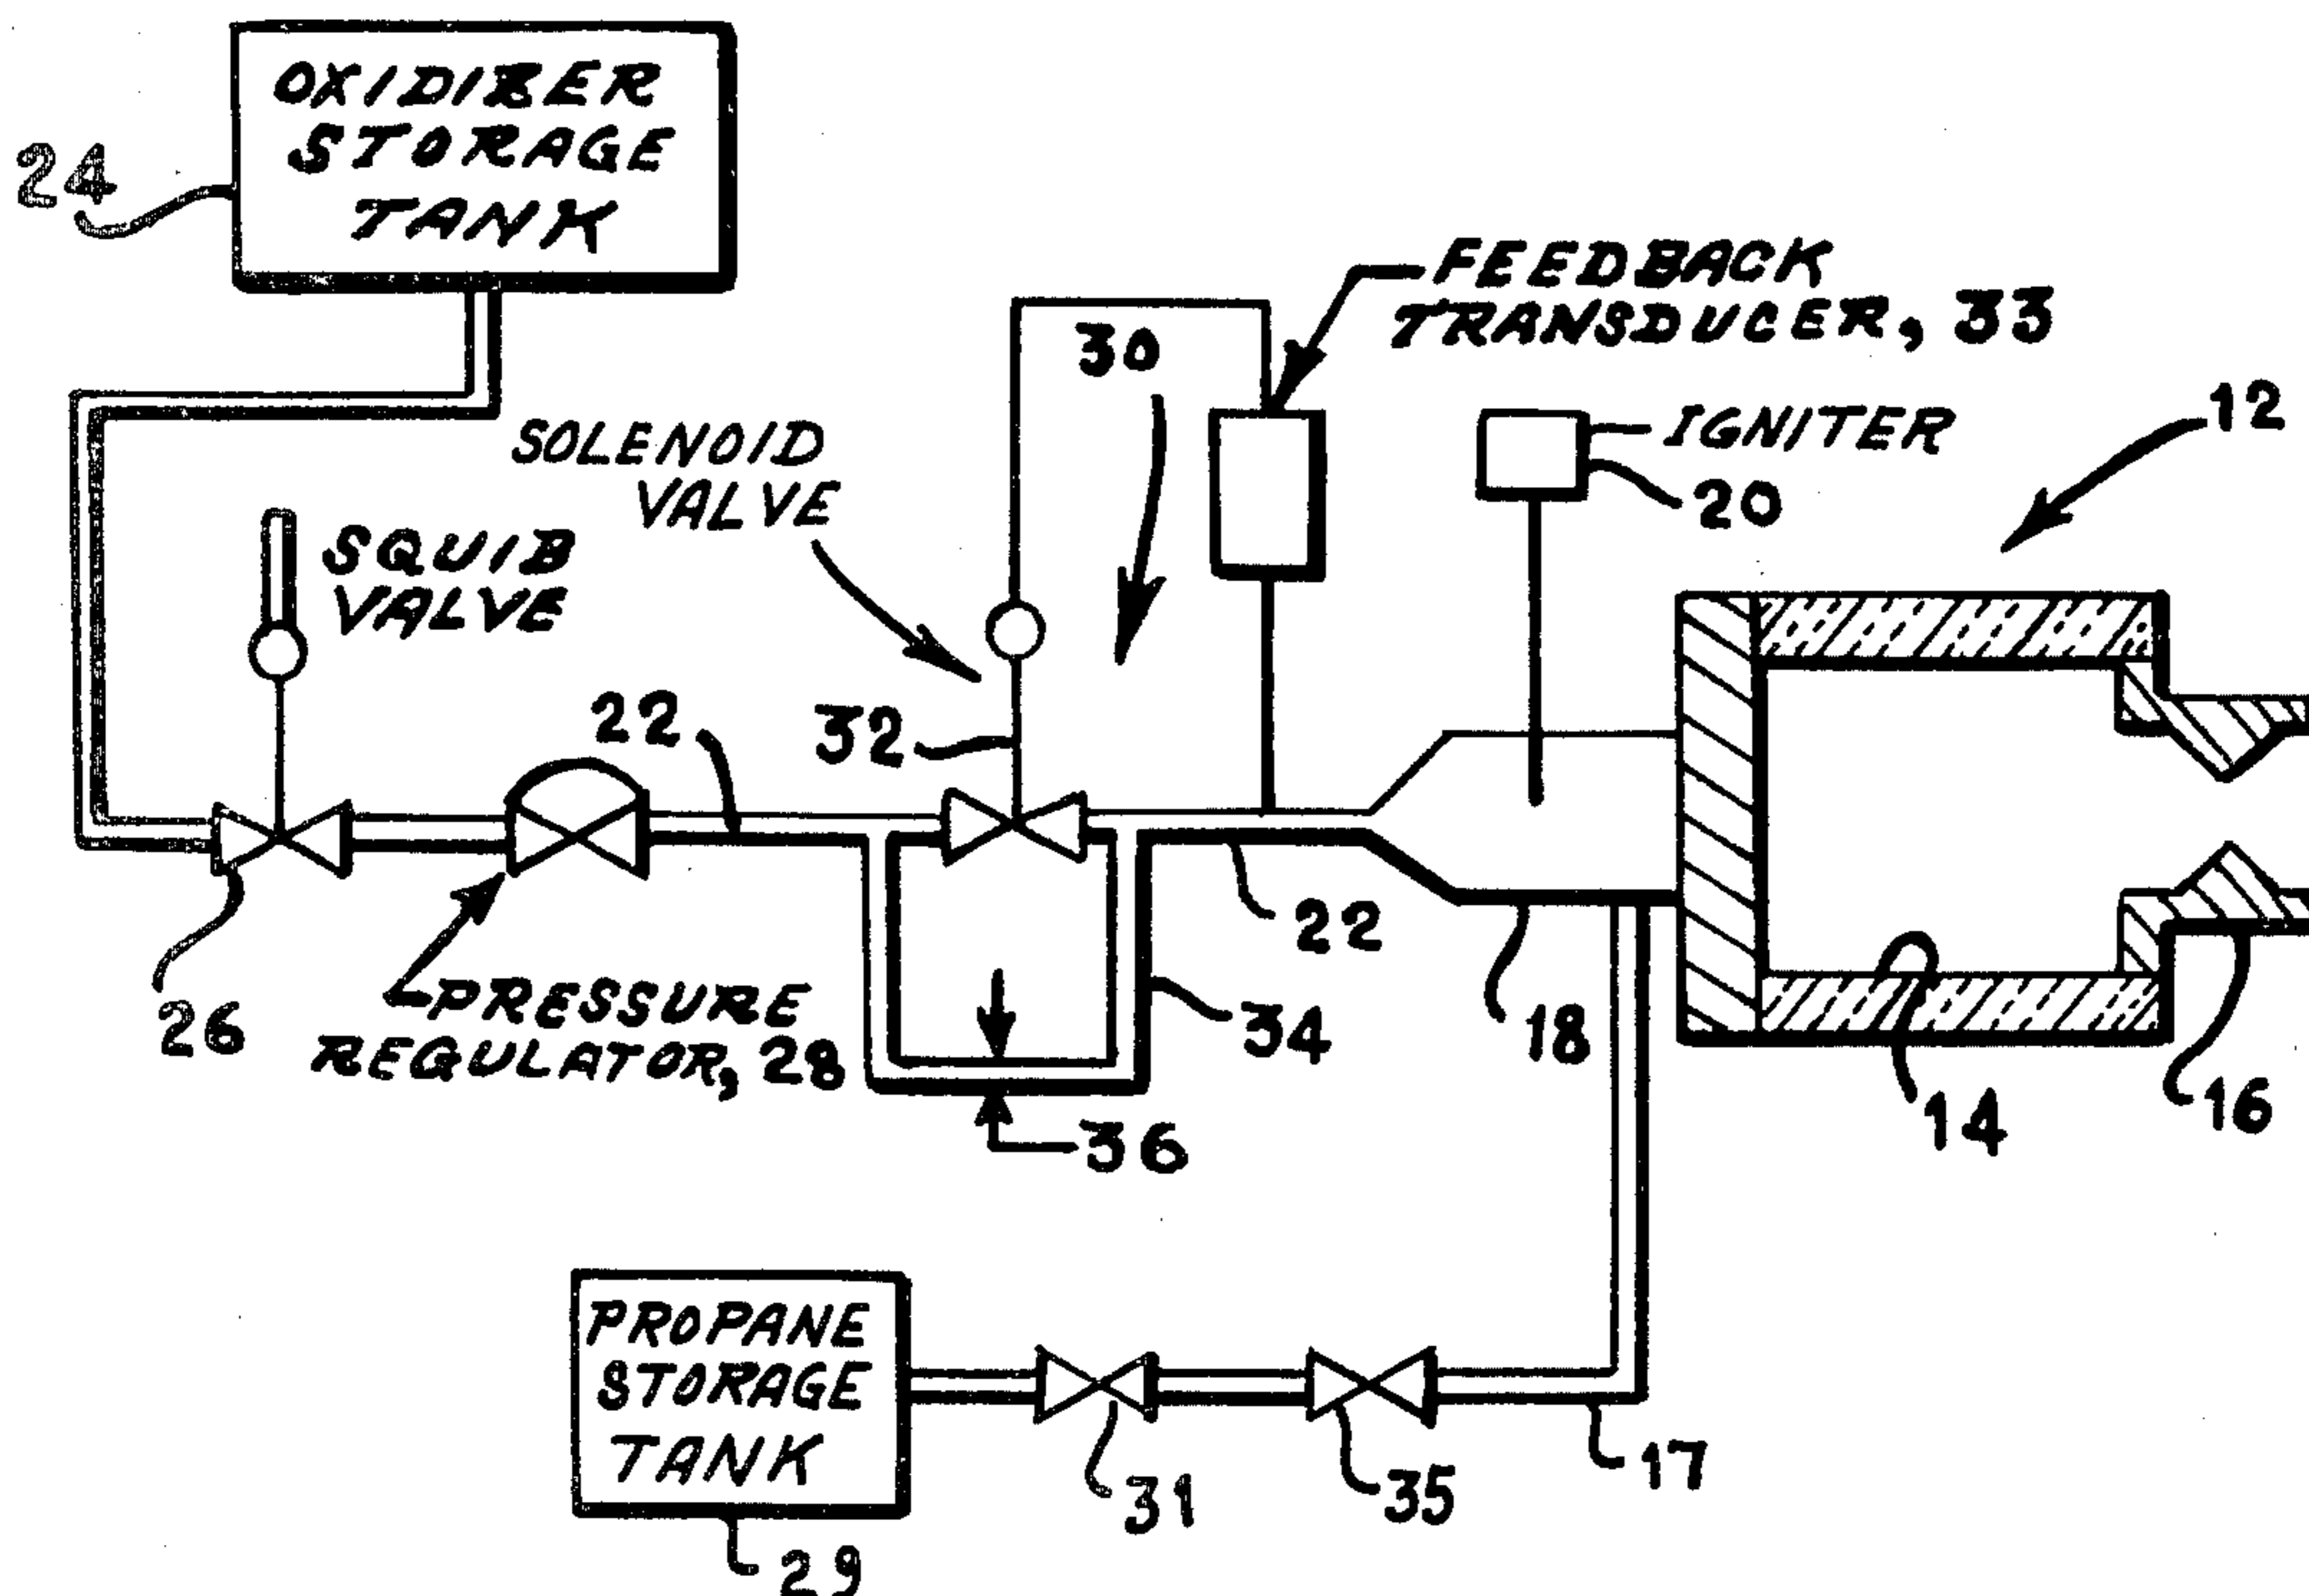 OXIDIZER
STORAGE
TANK
24
FEEDBACK
TRANSDUCER, 33
30
12
SOLENOID
VALVE
IGNITER
20
SQUIB
VALVE
22
32
22
26
PRESSURE
REGULATOR, 28
34
18
14
16
36
PROPANE
STORAGE
TANK
31
35
17
29